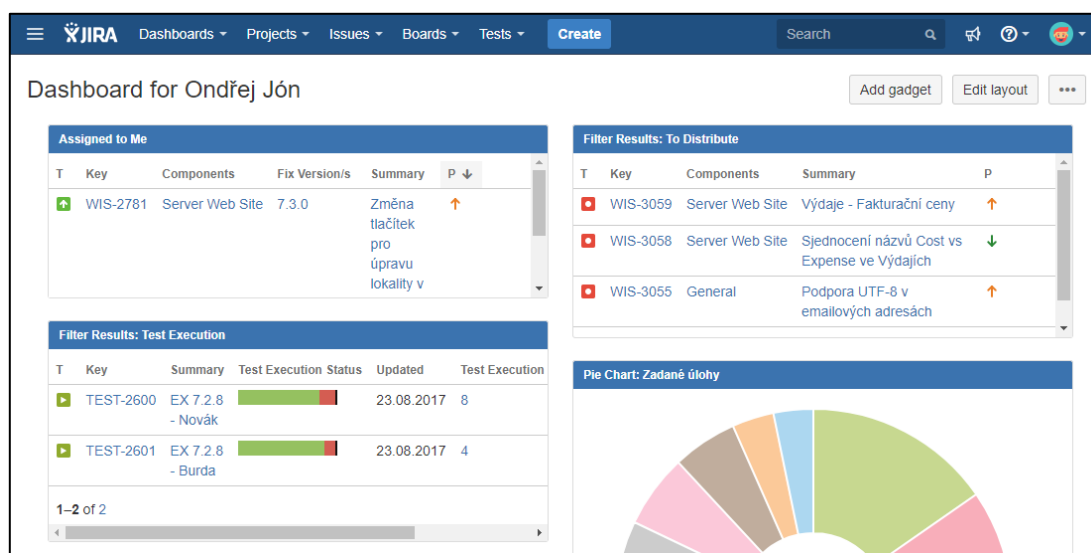 JIRA Dashboards Projects Issues Boards Tests Create Search
Dashboard for Ondřej Jón Add gadget Edit layout
Assigned to Me
T Key Components Fix Version/s Summary P
WIS-2781 Server Web Site 7.3.0 Změna
tlačítek
pro
úpravu
lokality v
Filter Results: To Distribute
T Key Components Summary P
WIS-3059 Server Web Site Výdaje - Fakturační ceny
WIS-3058 Server Web Site Sjednocení názvů Cost vs
Expense ve Výdajích
WIS-3055 General Podpora UTF-8 v
emailových adresách
Filter Results: Test Execution
T Key Summary Test Execution Status Updated Test Execution
TEST-2600 EX 7.2.8 23.08.2017 8
- Novák
TEST-2601 EX 7.2.8 23.08.2017 4
- Burda
1–2 of 2
Pie Chart: Zadané úlohy